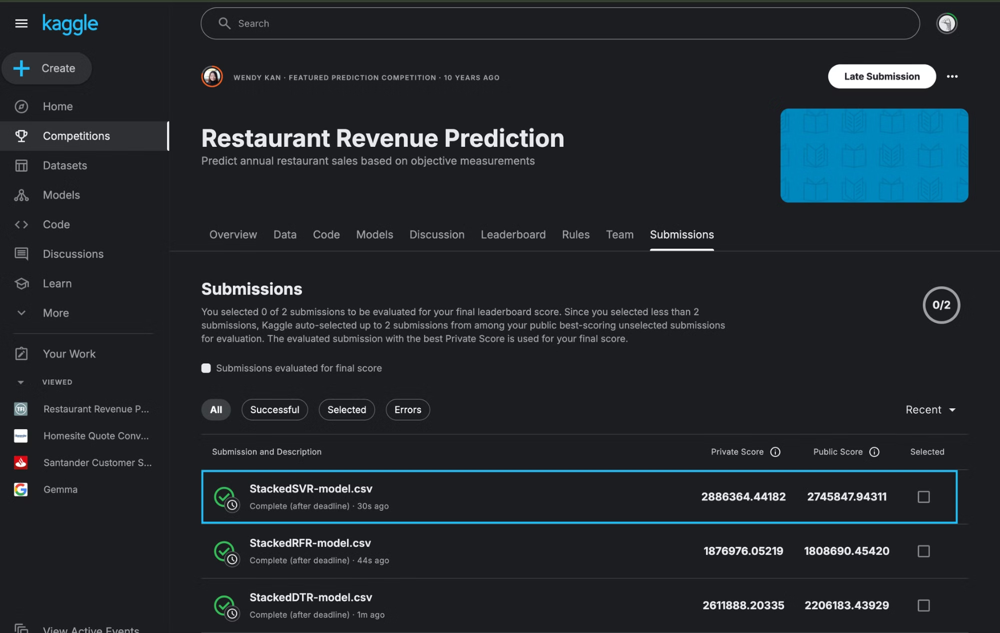 kaggle
Search
Create
Home
Competitions
Datasets
Models
Code
Discussions
Learn
More
Your Work
VIEWED
TFI
Restaurant Revenue P...
Homesite Quote Conv...
Santander Customer S...
Gemma
View Active Events
WENDY KAN · FEATURED PREDICTION COMPETITION · 10 YEARS AGO
Late Submission
Restaurant Revenue Prediction
Predict annual restaurant sales based on objective measurements
Overview Data Code Models Discussion Leaderboard Rules Team Submissions
Submissions
You selected 0 of 2 submissions to be evaluated for your final leaderboard score. Since you selected less than 2
submissions, Kaggle auto-selected up to 2 submissions from among your public best-scoring unselected submissions
for evaluation. The evaluated submission with the best Private Score is used for your final score.
0/2
Submissions evaluated for final score
All Successful Selected Errors Recent
Submission and Description Private Score Public Score Selected
StackedSVR-model.csv
Complete (after deadline) · 30s ago
2886364.44182 2745847.94311
StackedRFR-model.csv
Complete (after deadline) · 44s ago
1876976.05219 1808690.45420
StackedDTR-model.csv
Complete (after deadline) · 1m ago
2611888.20335 2206183.43929